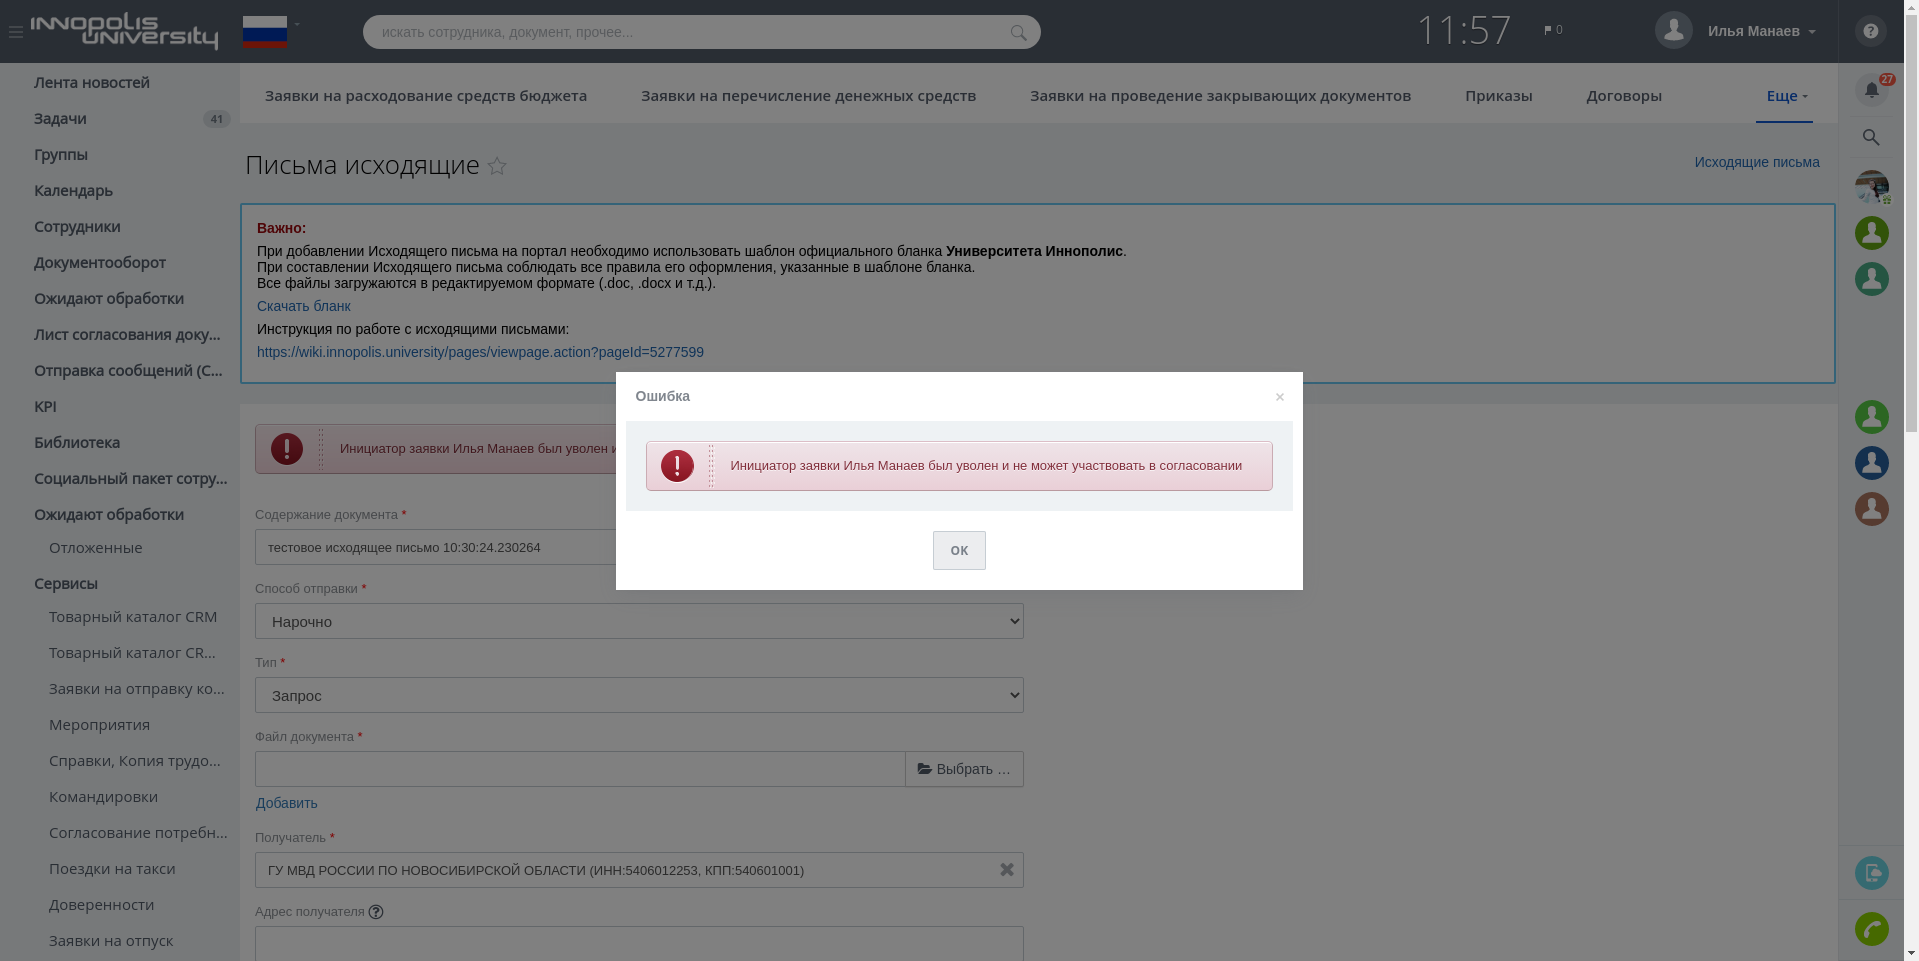 INNOPOLIS
UNIVERSITY
искать сотрудника, документ, прочее...
11:57
0
Илья Манаев
?
27
Лента новостей
Задачи
41
Группы
Календарь
Сотрудники
Документооборот
Ожидают обработки
Лист согласования доку...
Отправка сообщений (С...
KPI
Библиотека
Социальный пакет сотру...
Ожидают обработки
Отложенные
Сервисы
Товарный каталог CRM
Товарный каталог CR...
Заявки на отправку ко...
Мероприятия
Справки, Копия трудо...
Командировки
Согласование потребн...
Поездки на такси
Доверенности
Заявки на отпуск
Заявки на расходование средств бюджета
Заявки на перечисление денежных средств
Заявки на проведение закрывающих документов
Приказы
Договоры
Еще
Письма исходящие
Исходящие письма
Важно:
При добавлении Исходящего письма на портал необходимо использовать шаблон официального бланка Университета Иннополис.
При составлении Исходящего письма соблюдать все правила его оформления, указанные в шаблоне бланка.
Все файлы загружаются в редактируемом формате (.doc, .docx и т.д.).
Скачать бланк
Инструкция по работе с исходящими письмами:
https://wiki.innopolis.university/pages/viewpage.action?pageId=5277599
Инициатор заявки Илья Манаев был уволен и
Содержание документа *
тестовое исходящее письмо 10:30:24.230264
Способ отправки *
Нарочно
Тип *
Запрос
Файл документа *
Выбрать …
Добавить
Получатель *
ГУ МВД РОССИИ ПО НОВОСИБИРСКОЙ ОБЛАСТИ (ИНН:5406012253, КПП:540601001)
Адрес получателя ?
Ошибка
×
Инициатор заявки Илья Манаев был уволен и не может участвовать в согласовании
ОК